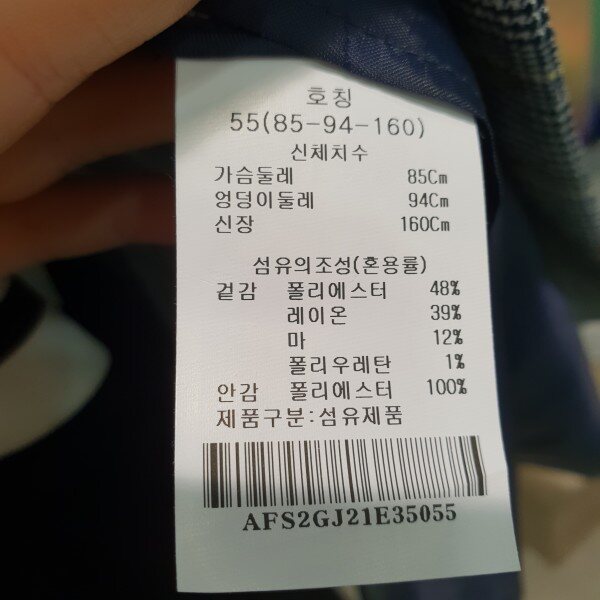 호칭
55(85-94-160)
신체치수
가슴둘레 85Cm
엉덩이둘레 94Cm
신장 160Cm
섬유의조성(혼용률)
겉감 폴리에스터 48%
레이온 39%
마 12%
폴리우레탄 1%
안감 폴리에스터 100%
제품구분:섬유제품
AFS2GJ21E35055